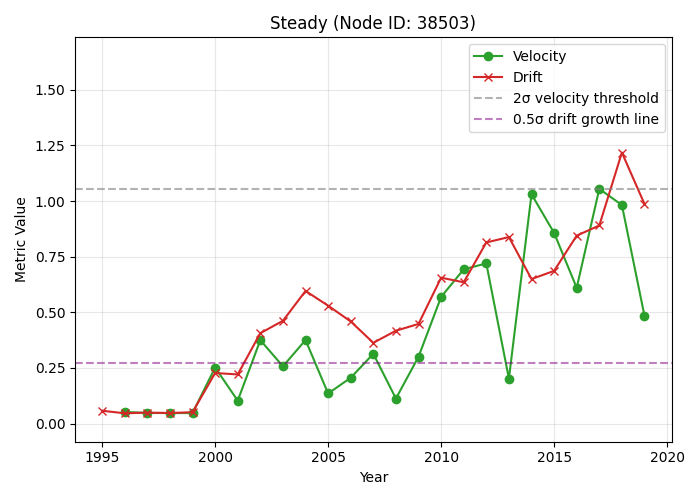 Steady (Node ID: 38503)
Velocity
Drift
2σ velocity threshold
0.5σ drift growth line
1.50
1.25
1.00
0.75
0.50
0.25
0.00
Metric Value
1995 2000 2005 2010 2015 2020
Year